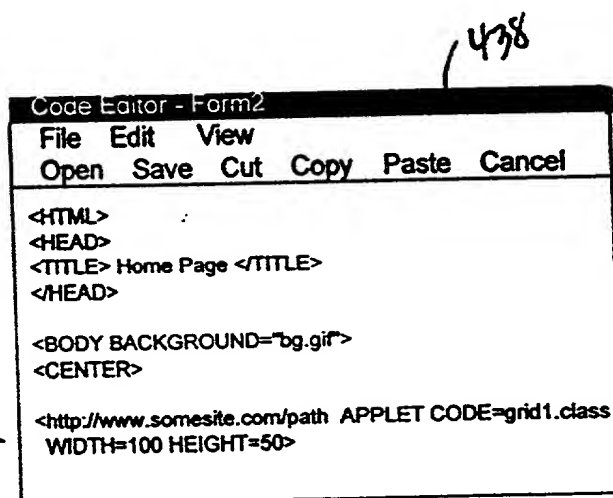 438
Code Editor - Form2
File Edit View
Open Save Cut Copy Paste Cancel
<HTML>
<HEAD>
<TITLE> Home Page </TITLE>
</HEAD>
<BODY BACKGROUND="bg.gif">
<CENTER>
<http://www.somesite.com/path APPLET CODE=grid1.class
WIDTH=100 HEIGHT=50>